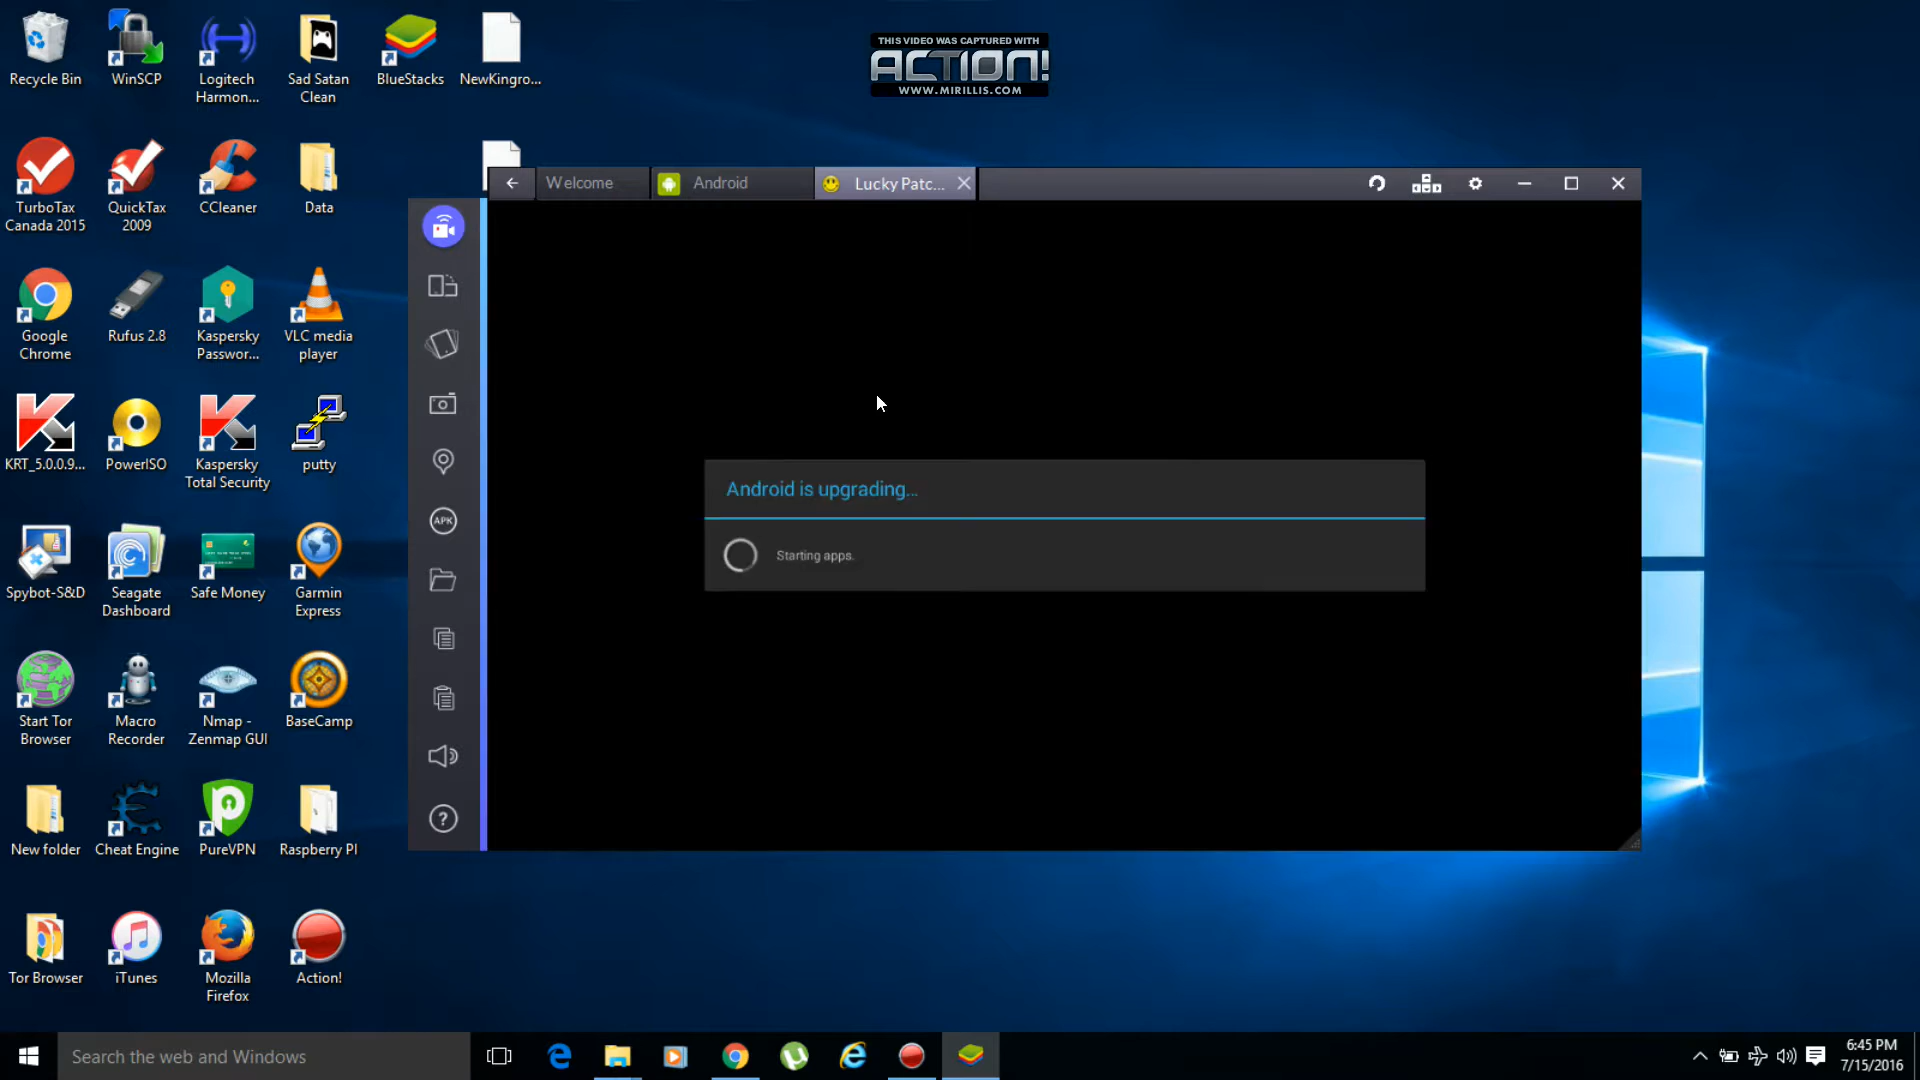 Recycle Bin
WinSCP
Logitech
Harmon...
Sad Satan
Clean
BlueStacks
NewKingro...
THIS VIDEO WAS CAPTURED WITH
ACTION!
WWW.MIRILLIS.COM
TurboTax
Canada 2015
QuickTax
2009
CCleaner
Data
Welcome
Android
Lucky Patc...
Google
Chrome
Rufus 2.8
Kaspersky
Passwor...
VLC media
player
KRT_5.0.0.9...
PowerISO
Kaspersky
Total Security
putty
APK
Android is upgrading...
Starting apps.
Spybot-S&D
Seagate
Dashboard
Safe Money
Garmin
Express
Start Tor
Browser
Macro
Recorder
Nmap -
Zenmap GUI
BaseCamp
New folder
Cheat Engine
PureVPN
Raspberry PI
Tor Browser
iTunes
Mozilla
Firefox
Action!
Search the web and Windows
6:45 PM
7/15/2016